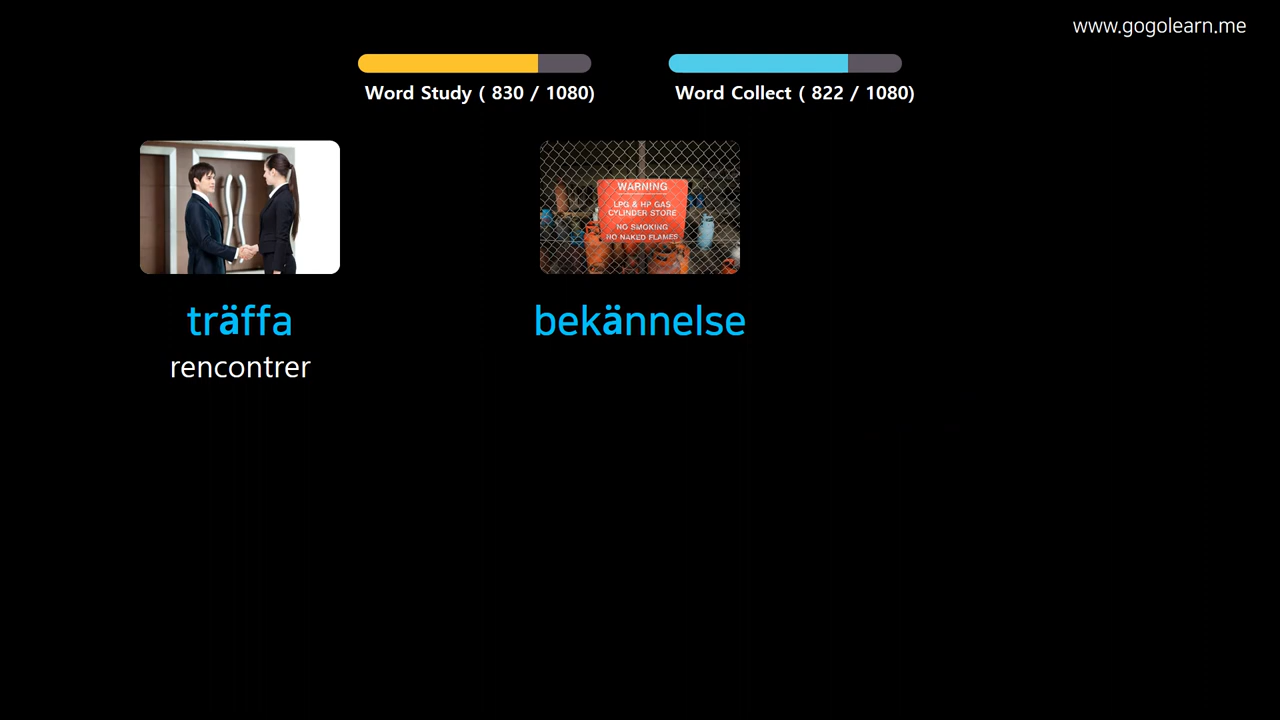 www.gogolearn.me
Word Study ( 830 / 1080)
Word Collect ( 822 / 1080)
WARNING
LPG & HP GAS
CYLINDER STORE
NO SMOKING
NO NAKED FLAMES
träffa
bekännelse
rencontrer